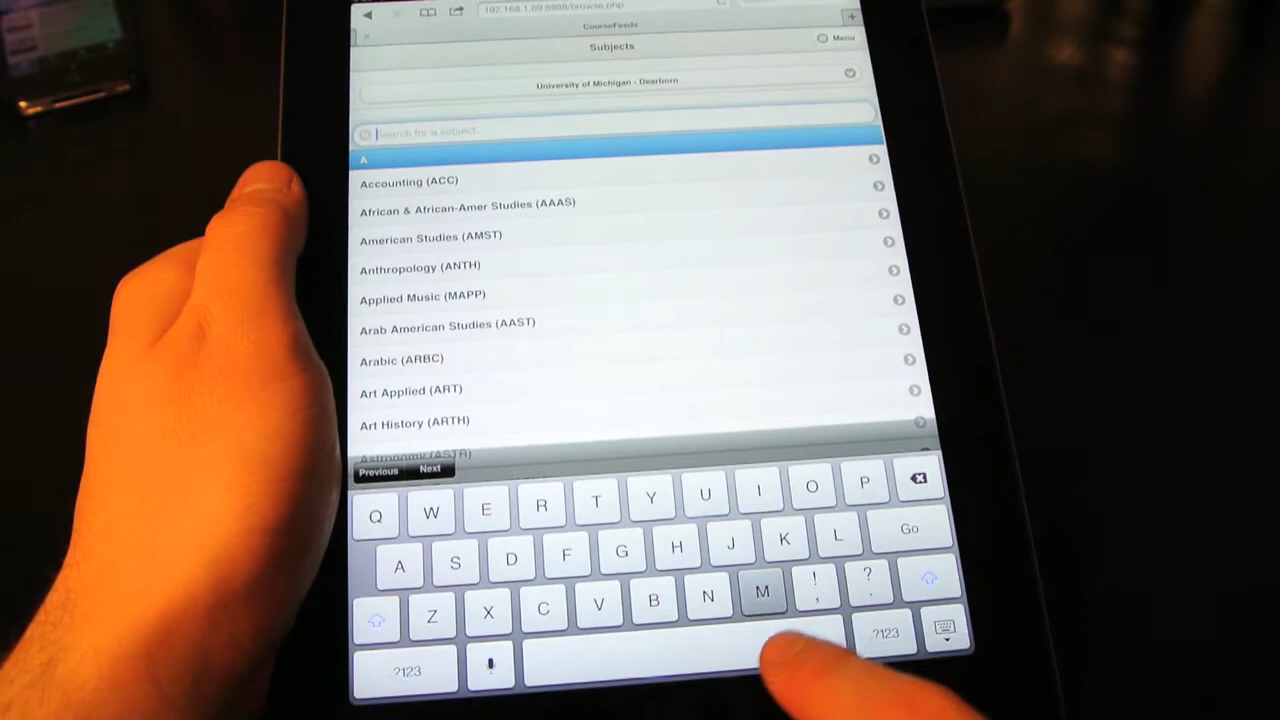 192.168.1.69:8888/browse.php
CourseFeeds
Subjects
Menu
University of Michigan - Dearborn
Search for a subject...
A
Accounting (ACC)
African & African-Amer Studies (AAAS)
American Studies (AMST)
Anthropology (ANTH)
Applied Music (MAPP)
Arab American Studies (AAST)
Arabic (ARBC)
Art Applied (ART)
Art History (ARTH)
Astronomy (ASTR)
Previous Next
Q W E R T Y U I O P
A S D F G H J K L Go
Z X C V B N M ! , ? .
?123 ?123